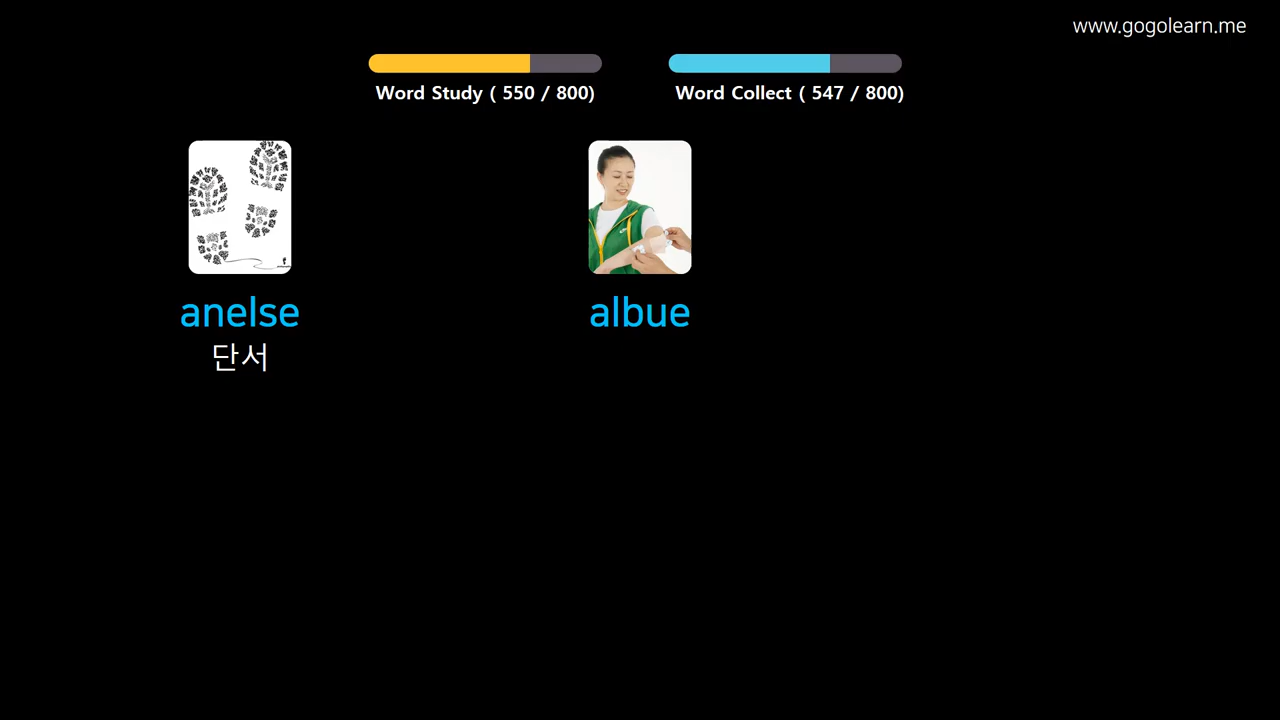 www.gogolearn.me
Word Study ( 550 / 800)
Word Collect ( 547 / 800)
anelse
단서
albue